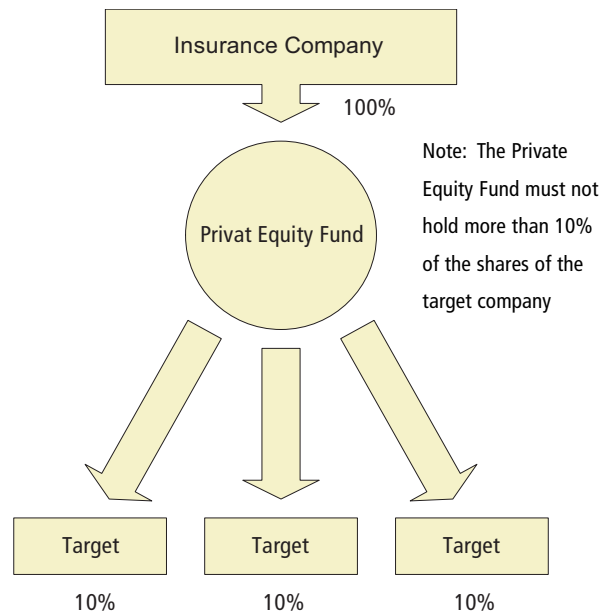 Insurance Company
100%
Note: The Private
Equity Fund must not
hold more than 10%
of the shares of the
target company
Privat Equity Fund
Target
Target
Target
10%
10%
10%